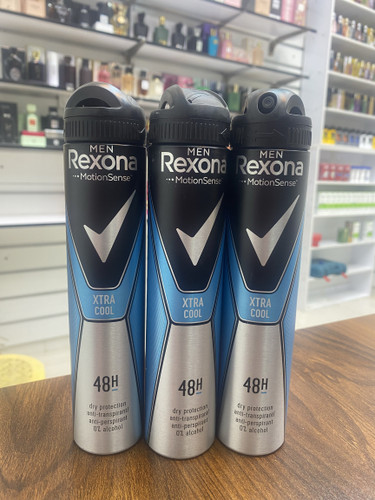 MEN
Rexona
MotionSense
XTRA
COOL
48H
dry protection
anti-transpirante
anti-perspirant
0% alcohol
MEN
Rexona
MotionSense
XTRA
COOL
48H
dry protection
anti-transpirant
anti-perspirant
0% alcohol
MEN
Rexona
MotionSense
XTRA
COOL
48H
dry protection
anti-transpirant
anti-perspirant
0% alcohol